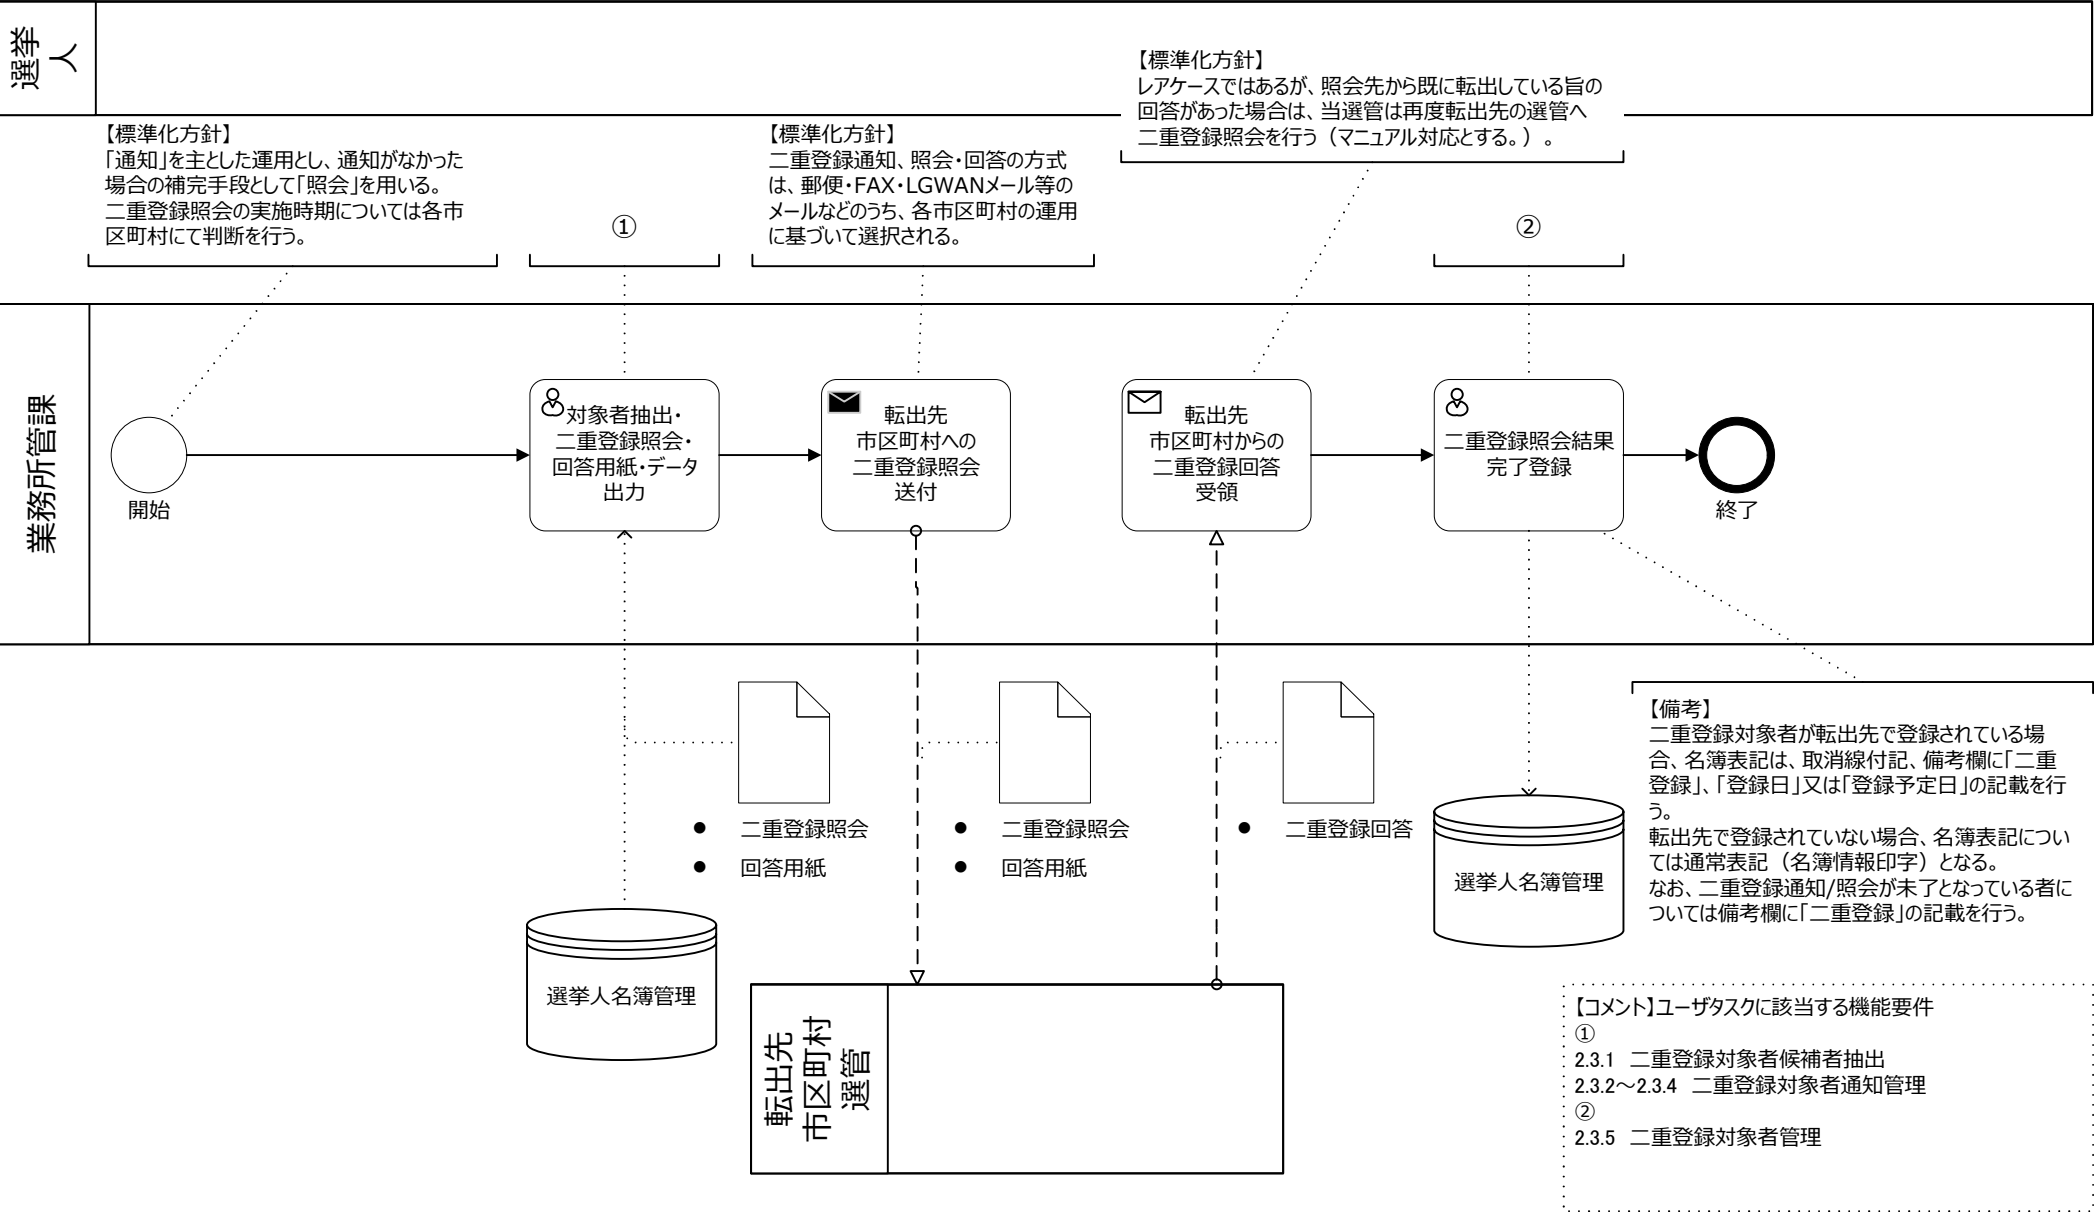 選挙
人
【標準化方針】
「通知」を主とした運用とし、通知がなかった
場合の補完手段として「照会」を用いる。
二重登録照会の実施時期については各市
区町村にて判断を行う。
①
【標準化方針】
二重登録通知、照会・回答の方式
は、郵便・FAX・LGWANメール等の
メールなどのうち、各市区町村の運用
に基づいて選択される。
【標準化方針】
レアケースではあるが、照会先から既に転出している旨の
回答があった場合は、当選管は再度転出先の選管へ
二重登録照会を行う（マニュアル対応とする。）。
②
業務所管課
開始
対象者抽出・
二重登録照会・
回答用紙・データ
出力
転出先
市区町村への
二重登録照会
送付
転出先
市区町村からの
二重登録回答
受領
二重登録照会結果
完了登録
終了
● 二重登録照会
● 回答用紙
● 二重登録照会
● 回答用紙
● 二重登録回答
選挙人名簿管理
選挙人名簿管理
【備考】
二重登録対象者が転出先で登録されている場
合、名簿表記は、取消線付記、備考欄に「二重
登録」、「登録日」又は「登録予定日」の記載を行
う。
転出先で登録されていない場合、名簿表記につい
ては通常表記（名簿情報印字）となる。
なお、二重登録通知/照会が未了となっている者に
ついては備考欄に「二重登録」の記載を行う。
転出先
市区町村
選管
【コメント】ユーザタスクに該当する機能要件
①
2.3.1 二重登録対象者候補者抽出
2.3.2～2.3.4 二重登録対象者通知管理
②
2.3.5 二重登録対象者管理